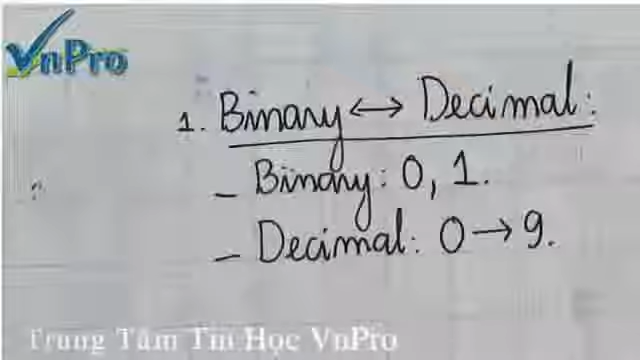 VnPro
1. Binary ↔ Decimal:
- Binary: 0, 1.
- Decimal: 0 → 9.
Trung Tâm Tin Học VnPro